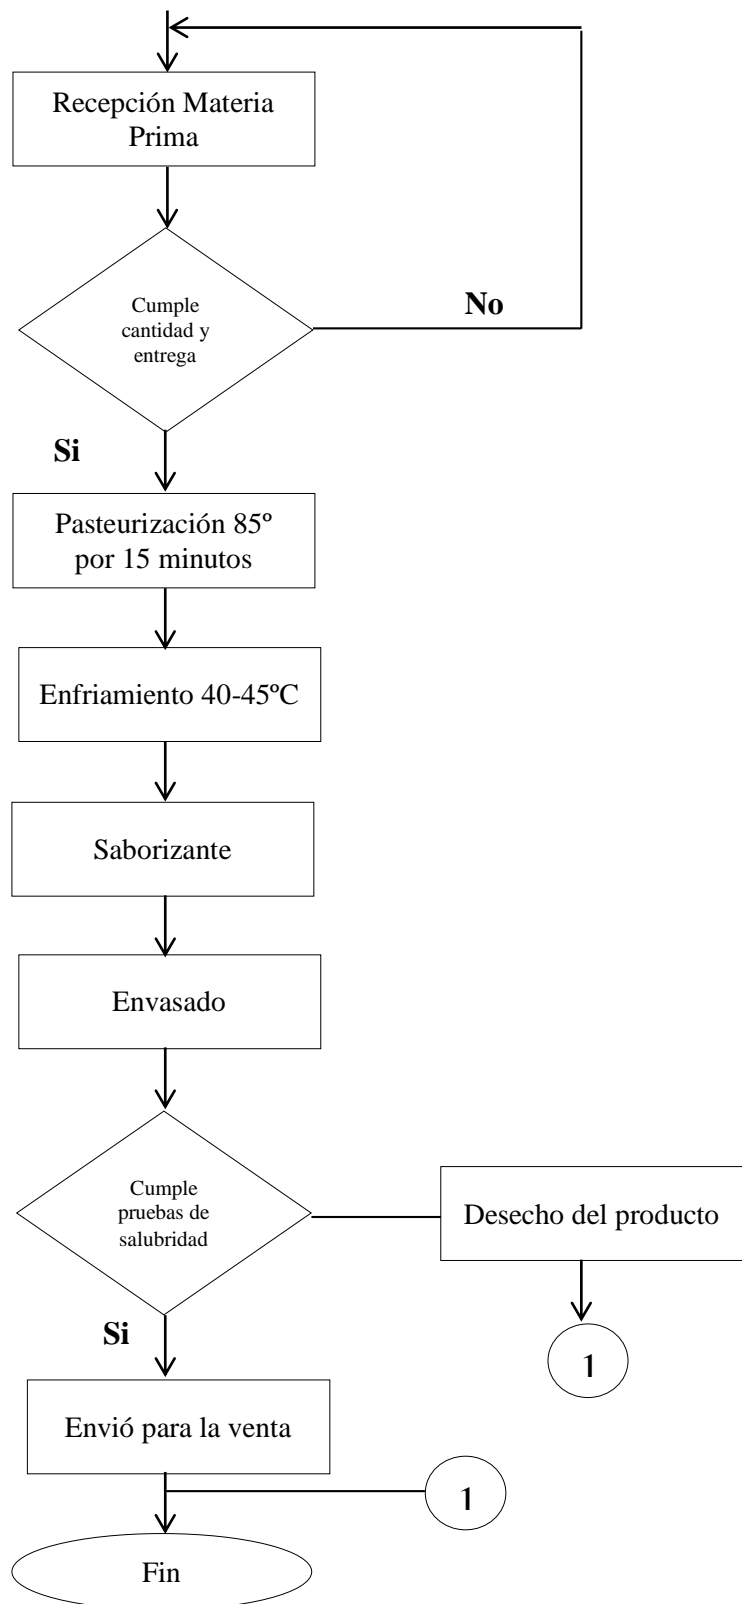 Recepción Materia
Prima
Cumple
cantidad y
entrega
No
Si
Pasteurización 85º
por 15 minutos
Enfriamiento 40-45ºC
Saborizante
Envasado
Cumple
pruebas de
salubridad
Desecho del producto
Si
1
Envió para la venta
1
Fin